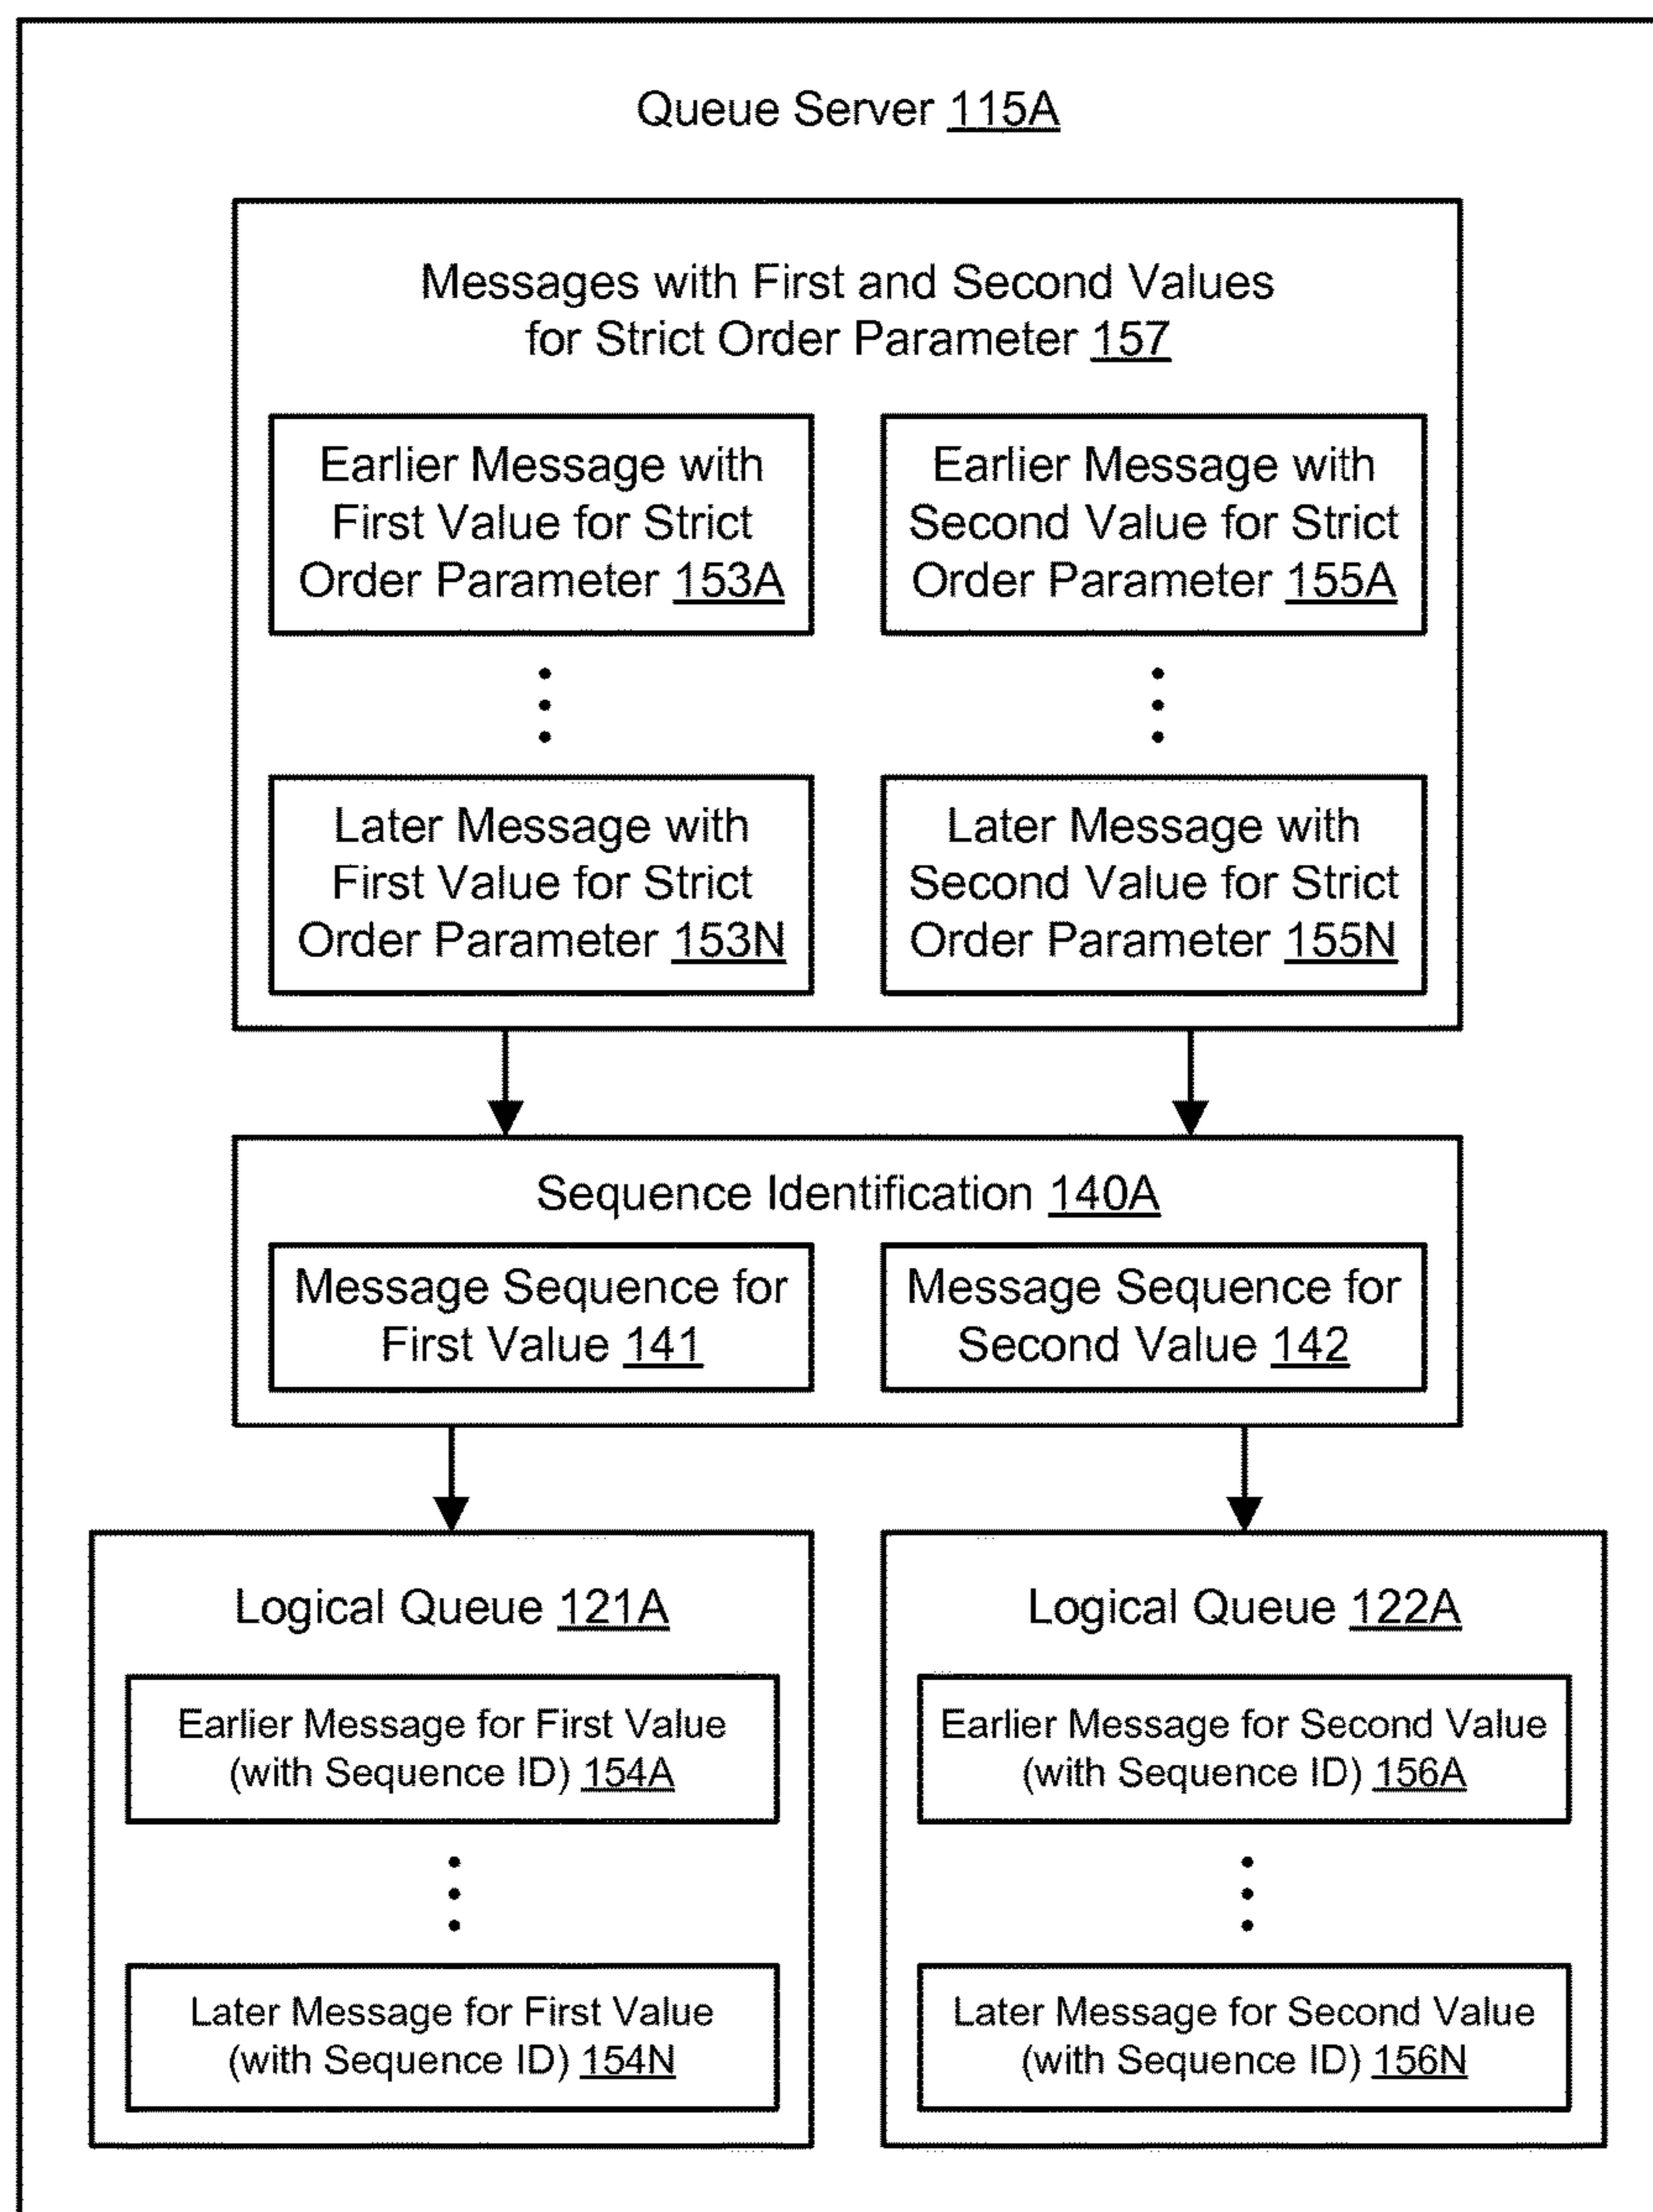 Queue Server 115A
Messages with First and Second Values
for Strict Order Parameter 157
Earlier Message with
First Value for Strict
Order Parameter 153A
Earlier Message with
Second Value for Strict
Order Parameter 155A
Later Message with
First Value for Strict
Order Parameter 153N
Later Message with
Second Value for Strict
Order Parameter 155N
Sequence Identification 140A
Message Sequence for
First Value 141
Message Sequence for
Second Value 142
Logical Queue 121A
Earlier Message for First Value
(with Sequence ID) 154A
Later Message for First Value
(with Sequence ID) 154N
Logical Queue 122A
Earlier Message for Second Value
(with Sequence ID) 156A
Later Message for Second Value
(with Sequence ID) 156N